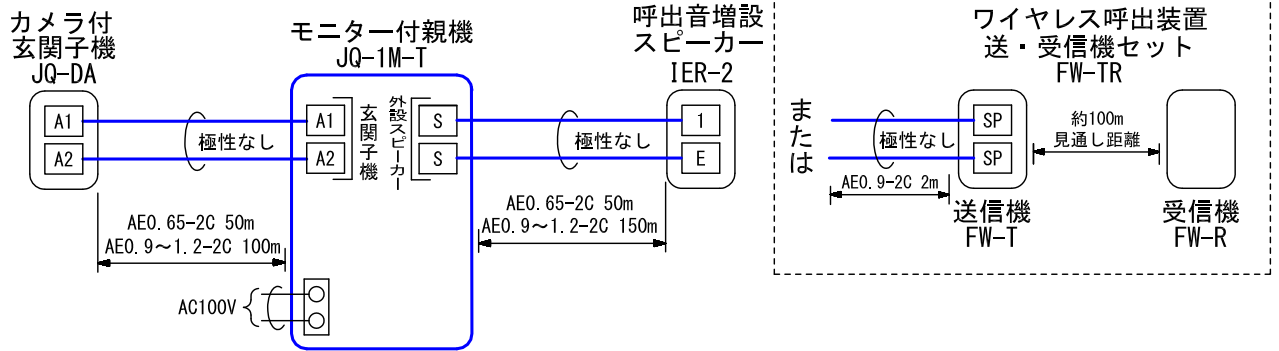 カメラ付
玄関子機
JQ-DA
A1
A2
極性なし
AE0.65-2C 50m
AE0.9～1.2-2C 100m
モニター付親機
JQ-1M-T
A1
A2
玄関子機
外設スピーカー
S
S
AC100V
極性なし
AE0.65-2C 50m
AE0.9～1.2-2C 150m
呼出音増設
スピーカー
IER-2
1
E
または
ワイヤレス呼出装置
送・受信機セット
FW-TR
極性なし
SP
SP
AE0.9-2C 2m
約100m
見通し距離
送信機
FW-T
受信機
FW-R